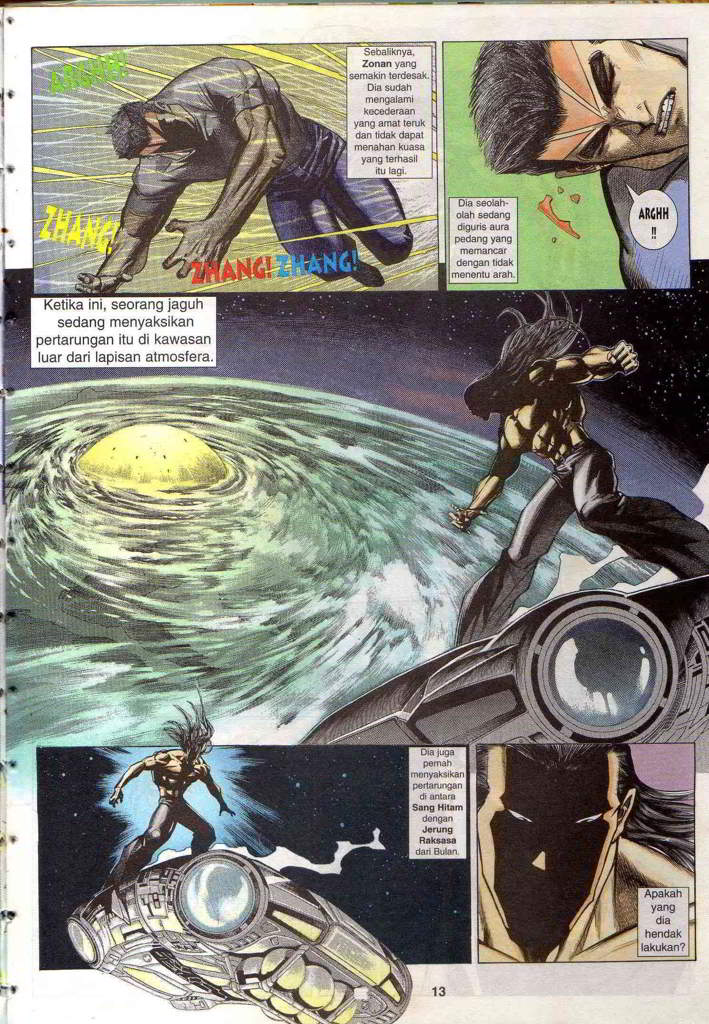 ARGHH!
Sebaliknya,
Zonan yang
semakin terdesak.
Dia sudah
mengalami
kecederaan
yang amat teruk
dan tidak dapat
menahan kuasa
yang terhasil
itu lagi.
ZHANG!
ZHANG! ZHANG!
Dia seolah-
olah sedang
diguris aura
pedang yang
memancar
dengan tidak
menentu arah.
ARGHH
!!
Ketika ini, seorang jaguh
sedang menyaksikan
pertarungan itu di kawasan
luar dari lapisan atmosfera.
Dia juga
pernah
menyaksikan
pertarungan
di antara
Sang Hitam
dengan
Jerung
Raksasa
dari Bulan.
Apakah
yang
dia
hendak
lakukan?
13